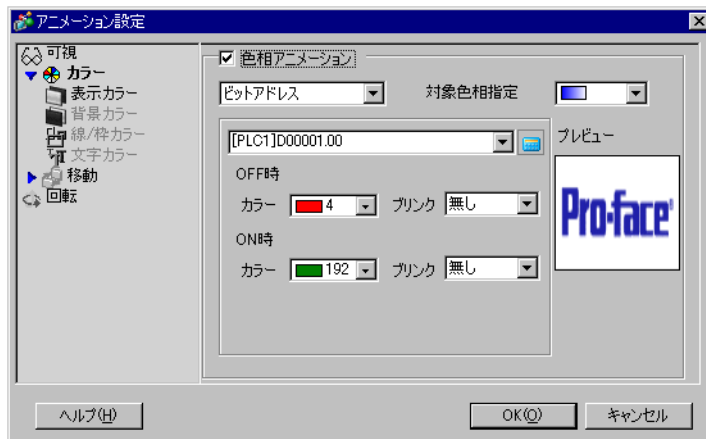 アニメーション設定
可視
カラー
表示カラー
背景カラー
線/枠カラー
文字カラー
移動
回転
色相アニメーション
ビットアドレス
対象色相指定
[PLC1]D00001.00
プレビュー
OFF時
カラー 4 ブリンク 無し
ON時
カラー 192 ブリンク 無し
Pro-face
ヘルプ(H)
OK(O)
キャンセル